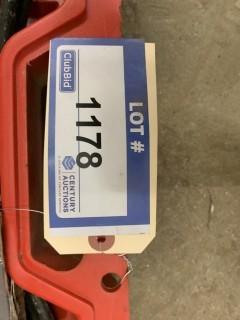 LOT #
1178
ClubBid
CENTURY
AUCTIONS